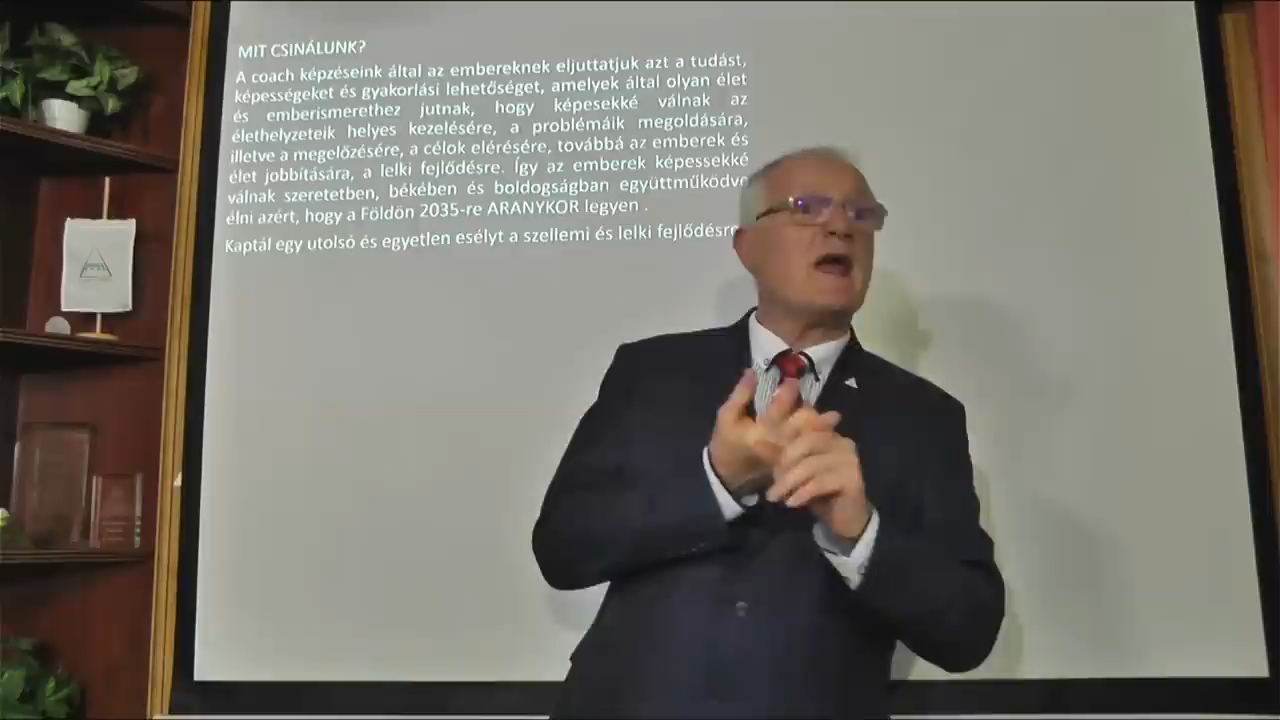 MIT CSINÁLUNK?
A coach képzéseink által az embereknek eljuttatjuk azt a tudást,
képességeket és gyakorlási lehetőséget, amelyek által olyan élet
és emberismerethez jutnak, hogy képesekké válnak az
élethelyzeteik helyes kezelésére, a problémáik megoldására,
illetve a megelőzésére, a célok elérésére, továbbá az emberek és
élet jobbítására, a lelki fejlődésre. Így az emberek képessekké
válnak szeretetben, békében és boldogságban együttműködve
élni azért, hogy a Földön 2035-re ARANYKOR legyen .
Kaptál egy utolsó és egyetlen esélyt a szellemi és lelki fejlődésre